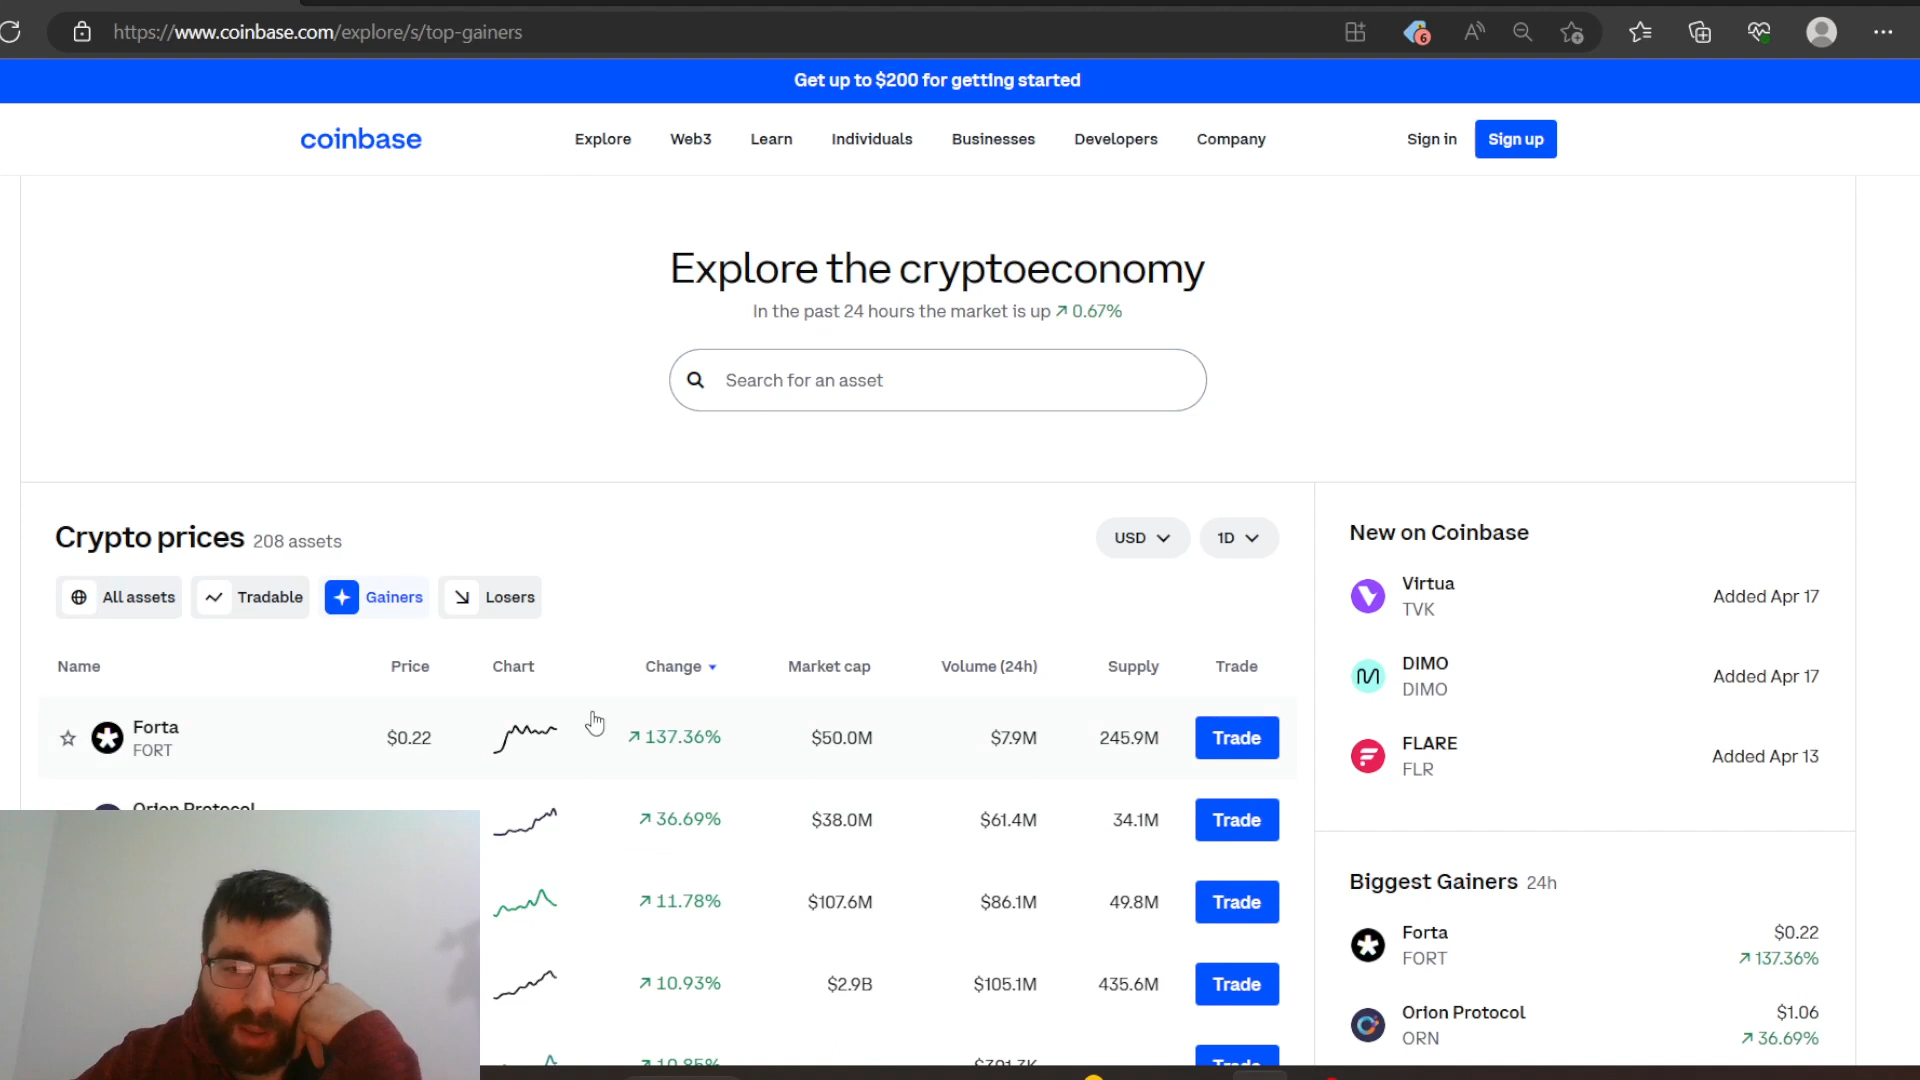 https://www.coinbase.com/explore/s/top-gainers
6
Get up to $200 for getting started
coinbase Explore Web3 Learn Individuals Businesses Developers Company Sign in Sign up
Explore the cryptoeconomy
In the past 24 hours the market is up ↗ 0.67%
Search for an asset
Crypto prices 208 assets
USD 1D
All assets Tradable Gainers Losers
Name Price Chart Change Market cap Volume (24h) Supply Trade
Forta
FORT
$0.22 ↗ 137.36% $50.0M $7.9M 245.9M Trade
Orion Protocol
↗ 36.69% $38.0M $61.4M 34.1M Trade
↗ 11.78% $107.6M $86.1M 49.8M Trade
↗ 10.93% $2.9B $105.1M 435.6M Trade
↗ 10.85% Trade
New on Coinbase
Virtua
TVK
Added Apr 17
DIMO
DIMO
Added Apr 17
FLARE
FLR
Added Apr 13
Biggest Gainers 24h
Forta $0.22
FORT ↗ 137.36%
Orion Protocol $1.06
ORN ↗ 36.69%